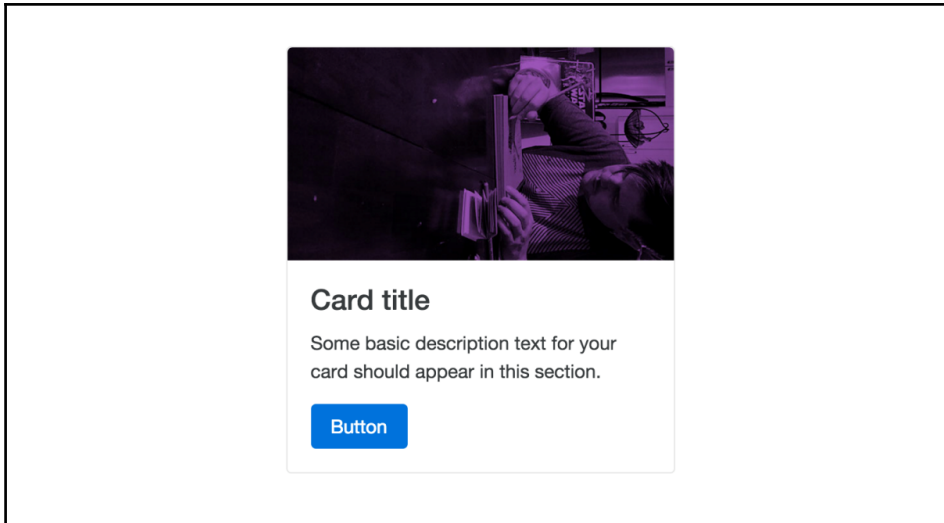 Card title
Some basic description text for your
card should appear in this section.
Button